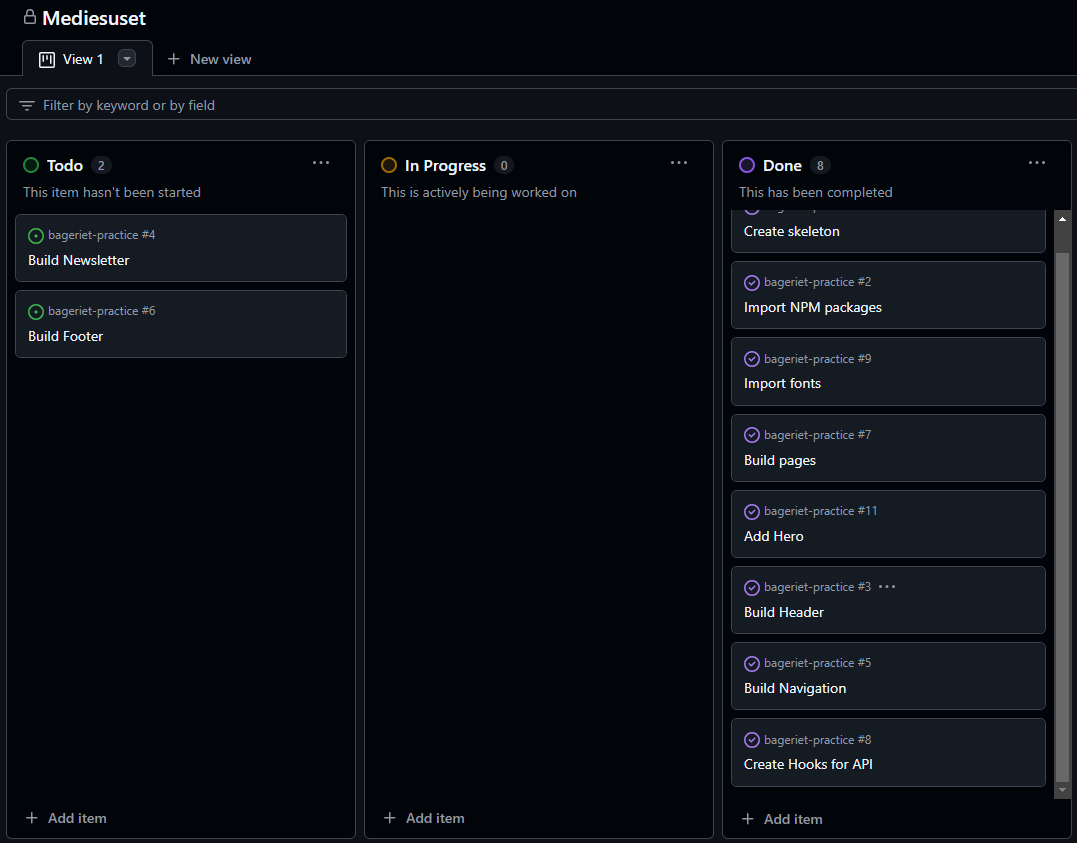 Mediesuset
View 1
New view
Filter by keyword or by field
Todo 2
This item hasn't been started
bageriet-practice #4
Build Newsletter
bageriet-practice #6
Build Footer
Add item
In Progress 0
This is actively being worked on
Add item
Done 8
This has been completed
Create skeleton
bageriet-practice #2
Import NPM packages
bageriet-practice #9
Import fonts
bageriet-practice #7
Build pages
bageriet-practice #11
Add Hero
bageriet-practice #3
Build Header
bageriet-practice #5
Build Navigation
bageriet-practice #8
Create Hooks for API
Add item